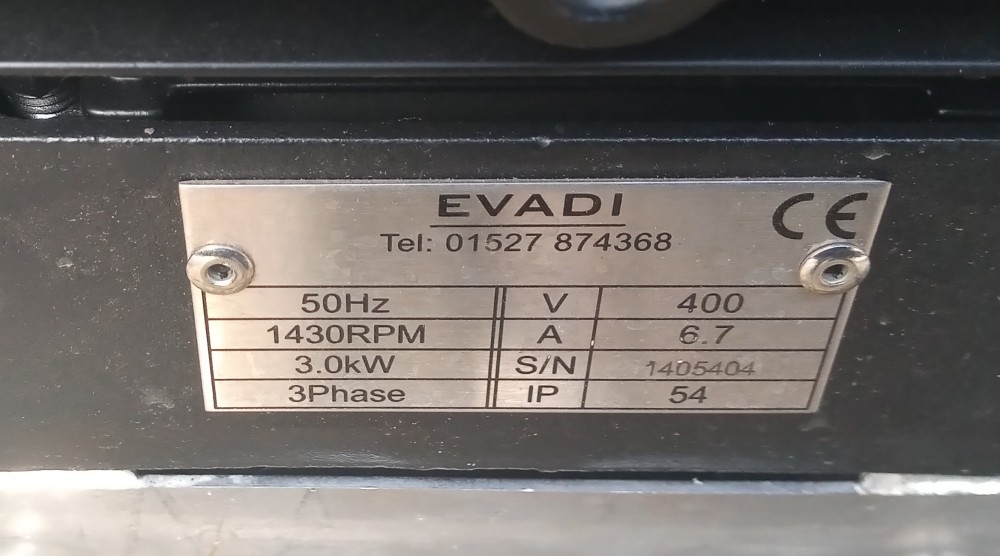 EVADI
CE
Tel: 01527 874368
50Hz V 400
1430RPM A 6.7
3.0kW S/N 1405404
3Phase IP 54